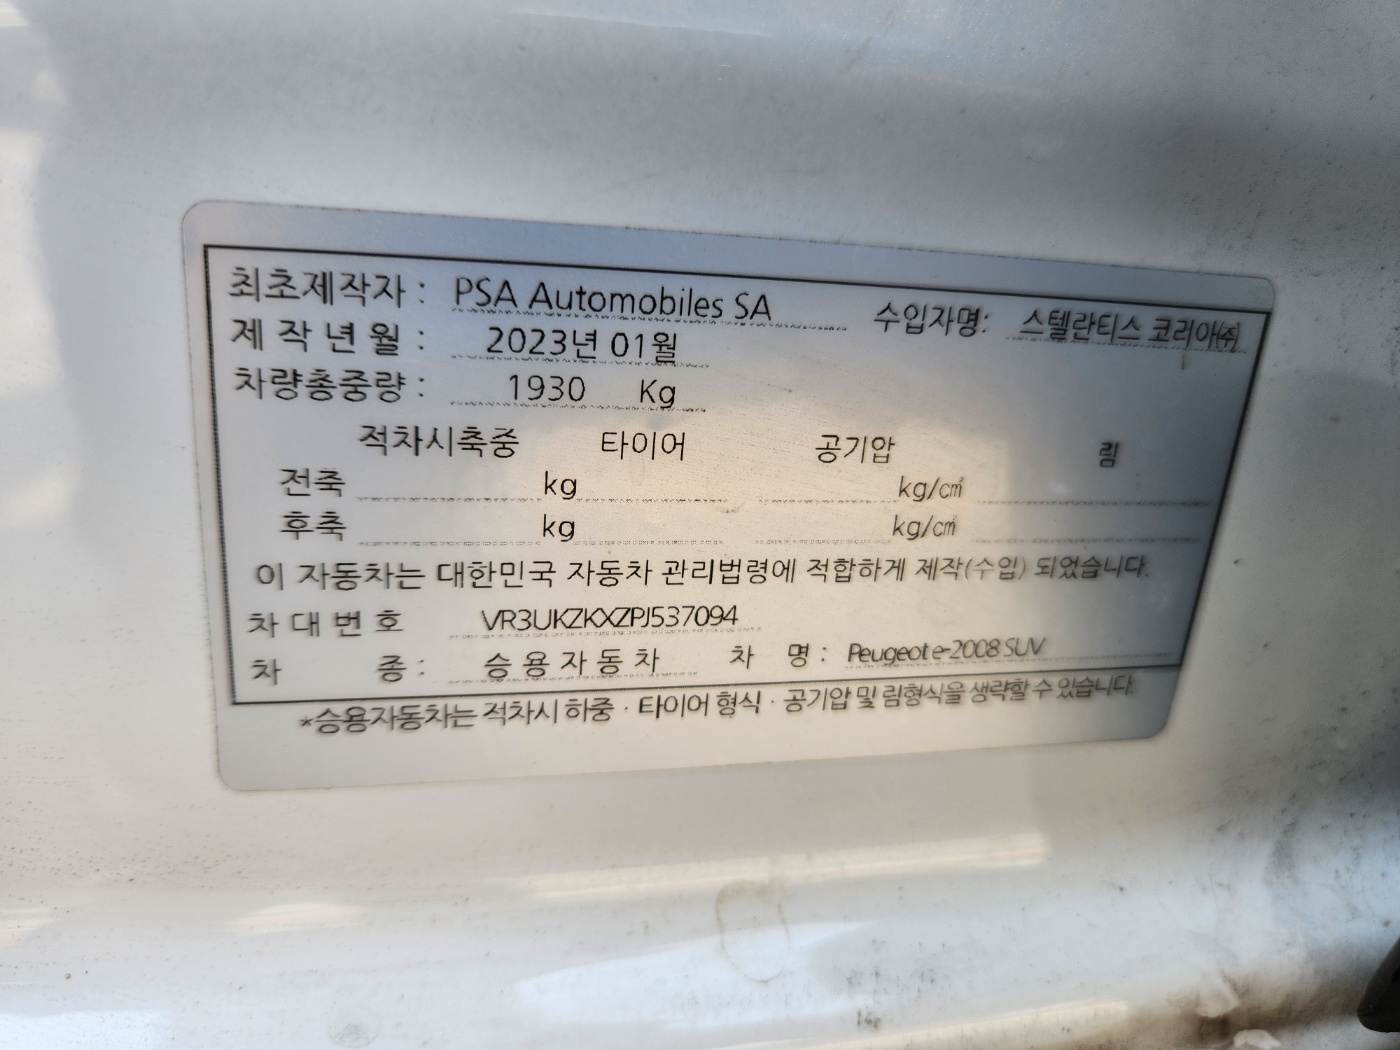 최초제작자 : PSA Automobiles SA 수입자명: 스텔란티스 코리아㈜
제 작 년 월 : 2023년 01월
차량총중량 : 1930 Kg
적차시축중 타이어 공기압 림
전축 kg kg/㎠
후축 kg kg/㎠
이 자동차는 대한민국 자동차 관리법령에 적합하게 제작(수입) 되었습니다.
차 대 번 호 VR3UKZKXZPJ537094
차 종 : 승 용 자 동 차 차 명 : Peugeot e-2008 SUV
*승용자동차는 적차시 하중 · 타이어 형식 · 공기압 및 림형식을 생략할 수 있습니다.